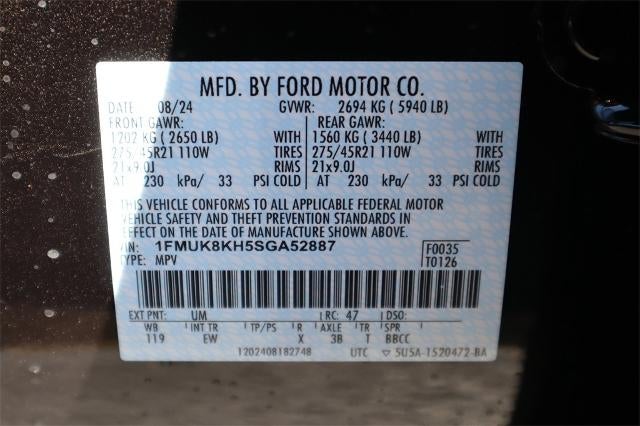 MFD. BY FORD MOTOR CO.
DATE 08/24 GVWR: 2694 KG ( 5940 LB)
FRONT GAWR: REAR GAWR:
1202 KG ( 2650 LB) WITH 1560 KG ( 3440 LB) WITH
275/45R21 110W TIRES 275/45R21 110W TIRES
21x9.0J RIMS 21x9.0J RIMS
AT 230 kPa/ 33 PSI COLD AT 230 kPa/ 33 PSI COLD
THIS VEHICLE CONFORMS TO ALL APPLICABLE FEDERAL MOTOR
VEHICLE SAFETY AND THEFT PREVENTION STANDARDS IN
EFFECT ON THE DATE OF MANUFACTURE SHOWN ABOVE.
VIN: 1FMUK8KH5SGA52887 F0035
TYPE: MPV T0126
EXT PNT: UM RC: 47 DSO:
WB INT TR TP/PS R AXLE TR SPR
119 EW X 3B T BBCC
1202408182748 UTC ▽ 5U5A-1520472-BA